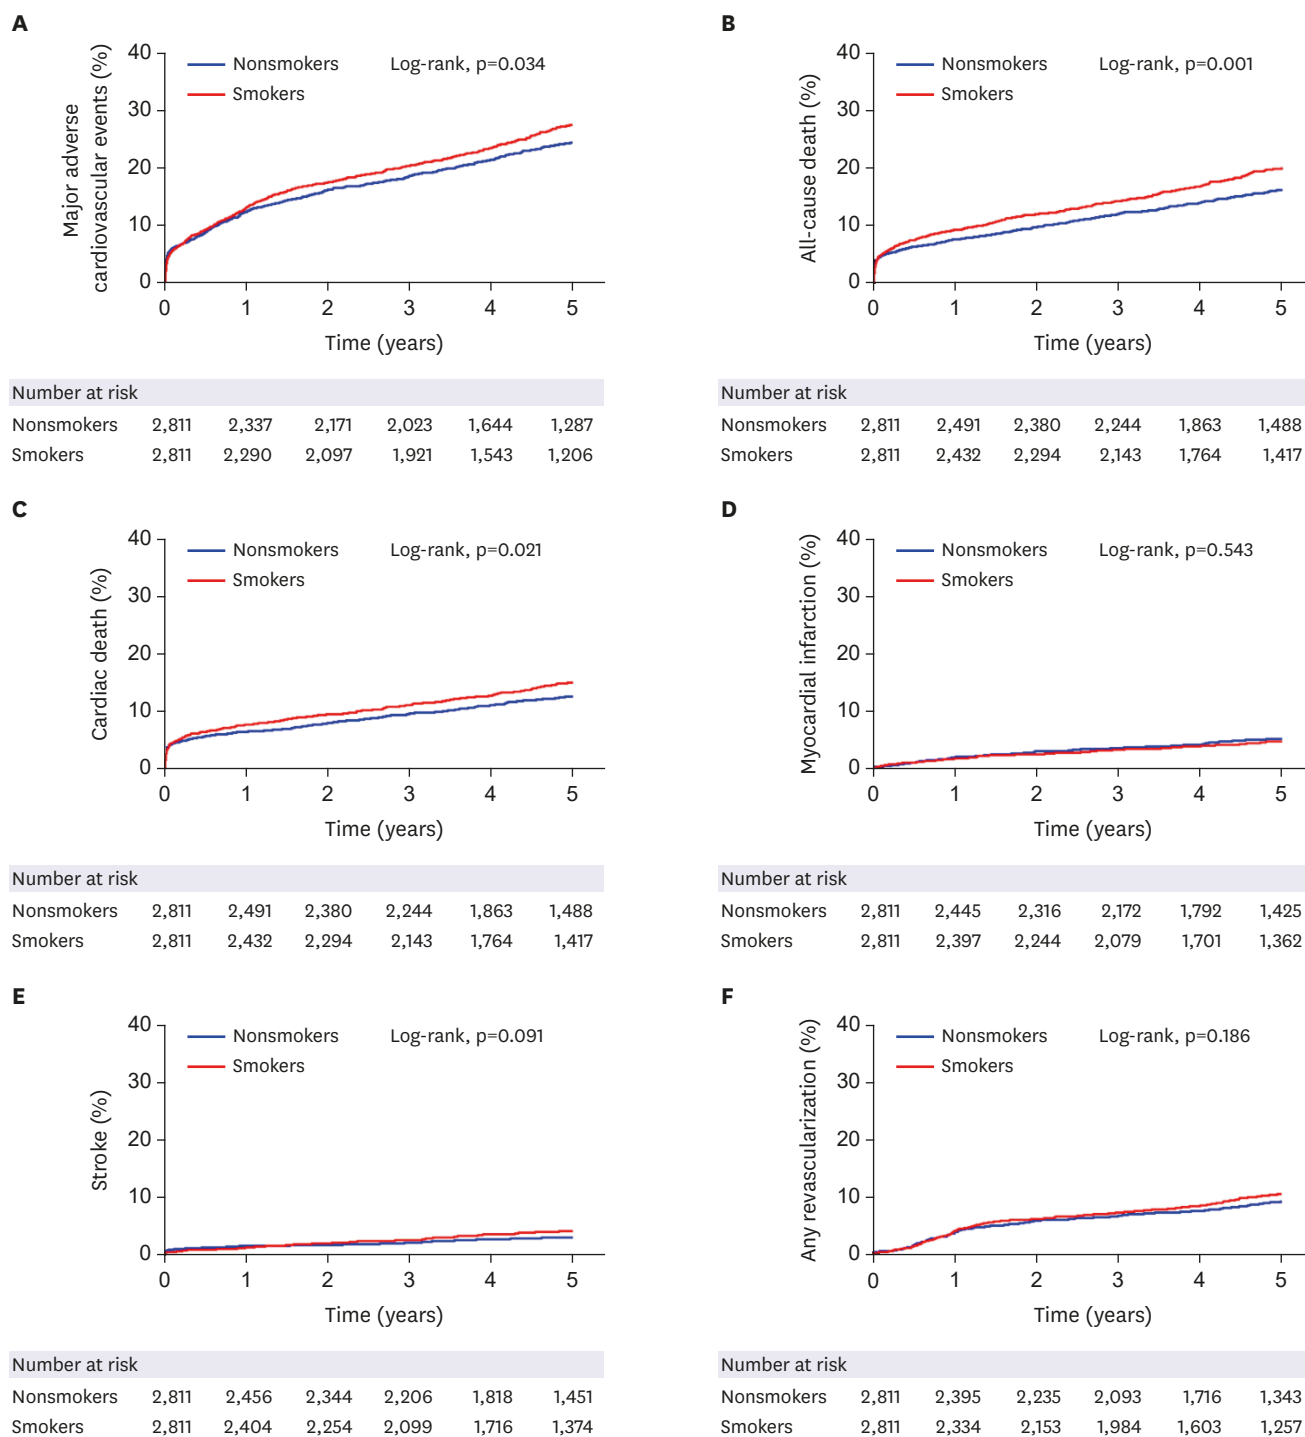 A
Major adverse
cardiovascular events (%)
40
30
20
10
0
Nonsmokers
Smokers
Log-rank, p=0.034
0 1 2 3 4 5
Time (years)
Number at risk
Nonsmokers 2,811 2,337 2,171 2,023 1,644 1,287
Smokers 2,811 2,290 2,097 1,921 1,543 1,206
B
All-cause death (%)
40
30
20
10
0
Nonsmokers
Smokers
Log-rank, p=0.001
0 1 2 3 4 5
Time (years)
Number at risk
Nonsmokers 2,811 2,491 2,380 2,244 1,863 1,488
Smokers 2,811 2,432 2,294 2,143 1,764 1,417
C
Cardiac death (%)
40
30
20
10
0
Nonsmokers
Smokers
Log-rank, p=0.021
0 1 2 3 4 5
Time (years)
Number at risk
Nonsmokers 2,811 2,491 2,380 2,244 1,863 1,488
Smokers 2,811 2,432 2,294 2,143 1,764 1,417
D
Myocardial infarction (%)
40
30
20
10
0
Nonsmokers
Smokers
Log-rank, p=0.543
0 1 2 3 4 5
Time (years)
Number at risk
Nonsmokers 2,811 2,445 2,316 2,172 1,792 1,425
Smokers 2,811 2,397 2,244 2,079 1,701 1,362
E
Stroke (%)
40
30
20
10
0
Nonsmokers
Smokers
Log-rank, p=0.091
0 1 2 3 4 5
Time (years)
Number at risk
Nonsmokers 2,811 2,456 2,344 2,206 1,818 1,451
Smokers 2,811 2,404 2,254 2,099 1,716 1,374
F
Any revascularization (%)
40
30
20
10
0
Nonsmokers
Smokers
Log-rank, p=0.186
0 1 2 3 4 5
Time (years)
Number at risk
Nonsmokers 2,811 2,395 2,235 2,093 1,716 1,343
Smokers 2,811 2,334 2,153 1,984 1,603 1,257